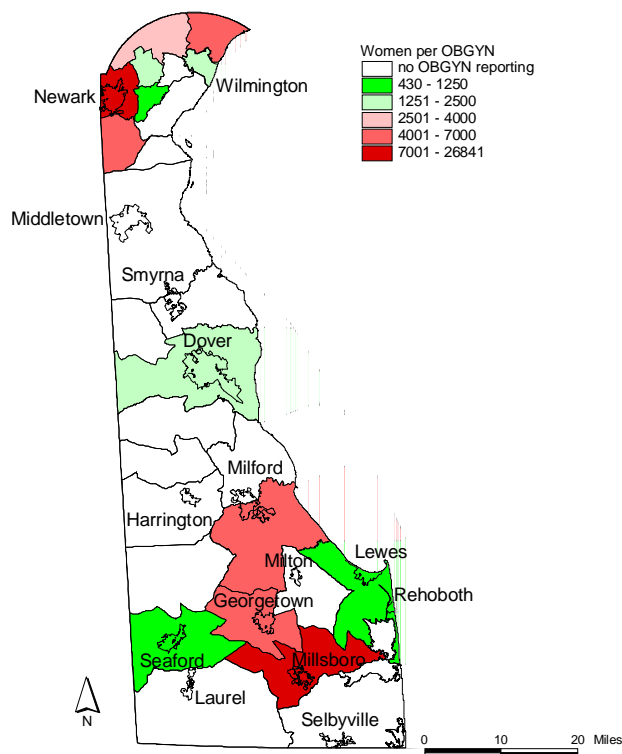 Women per OBGYN
no OBGYN reporting
430 - 1250
1251 - 2500
2501 - 4000
4001 - 7000
7001 - 26841
Wilmington
Newark
Middletown
Smyrna
Dover
Milford
Harrington
Lewes
Milton
Rehoboth
Georgetown
Seaford
Millsboro
Laurel
Selbyville
N
0 10 20 Miles